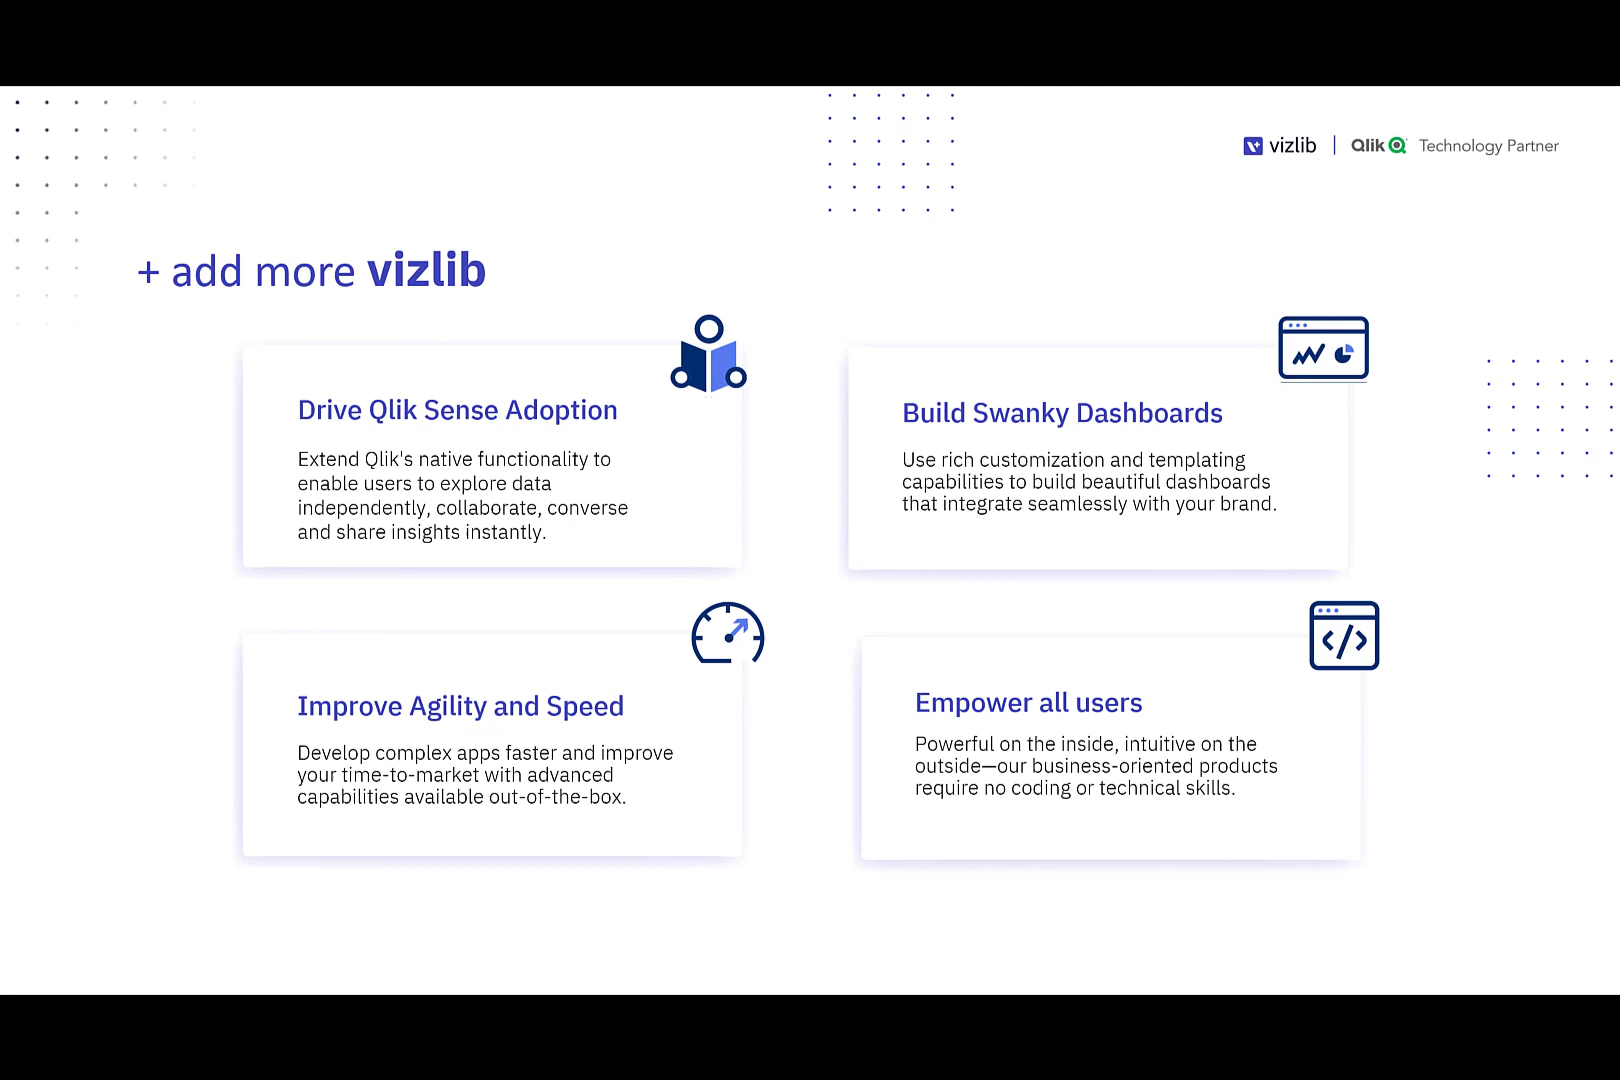 vizlib | Qlik Technology Partner
+ add more vizlib
Drive Qlik Sense Adoption
Extend Qlik's native functionality to
enable users to explore data
independently, collaborate, converse
and share insights instantly.
Build Swanky Dashboards
Use rich customization and templating
capabilities to build beautiful dashboards
that integrate seamlessly with your brand.
Improve Agility and Speed
Develop complex apps faster and improve
your time-to-market with advanced
capabilities available out-of-the-box.
Empower all users
Powerful on the inside, intuitive on the
outside—our business-oriented products
require no coding or technical skills.